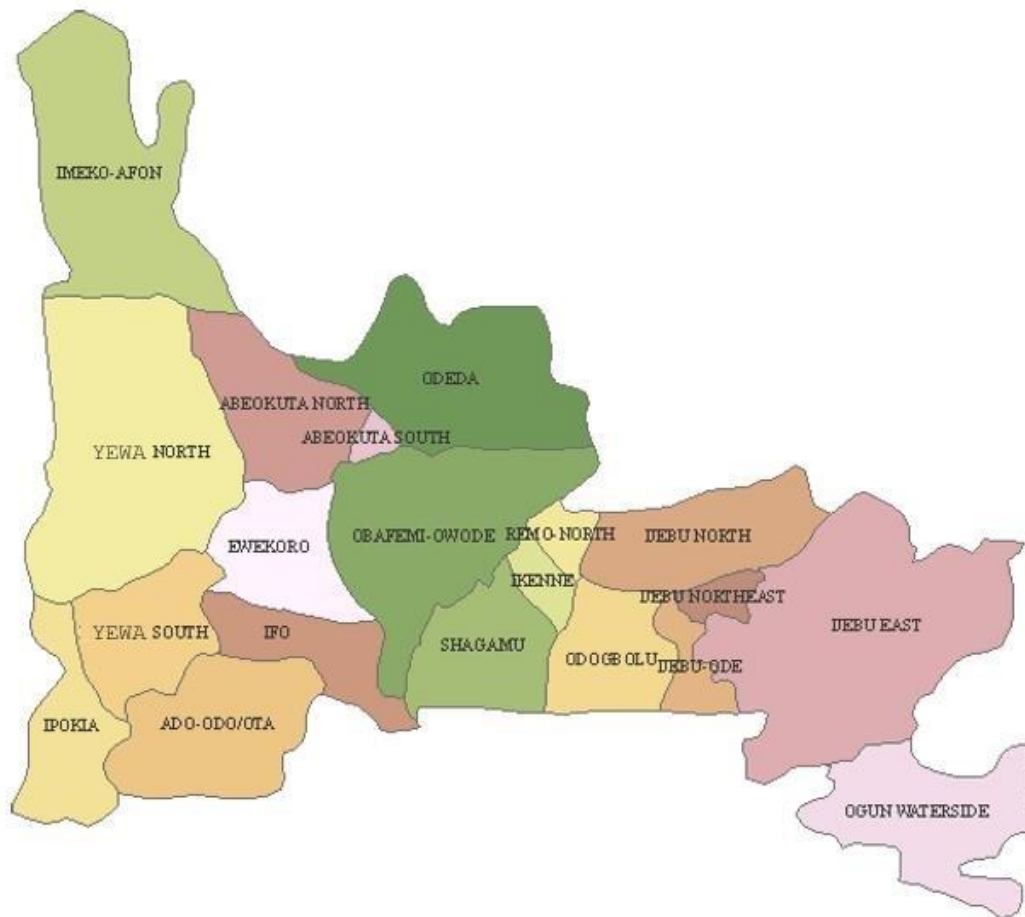 IMEKO-AFON
ODEDA
ABEOKUTA NORTH
ABEOKUTA SOUTH
YEWA NORTH
OBAFEMI-OWODE
REMO-NORTH
IJEBU NORTH
EWEKORO
IKENNE
IJEBU NORTHEAST
YEWA SOUTH
IFO
SHAGAMU
ODOGBOLU
IJEBU-ODE
IJEBU EAST
IPOKIA
ADO-ODO/OTA
OGUN WATERSIDE